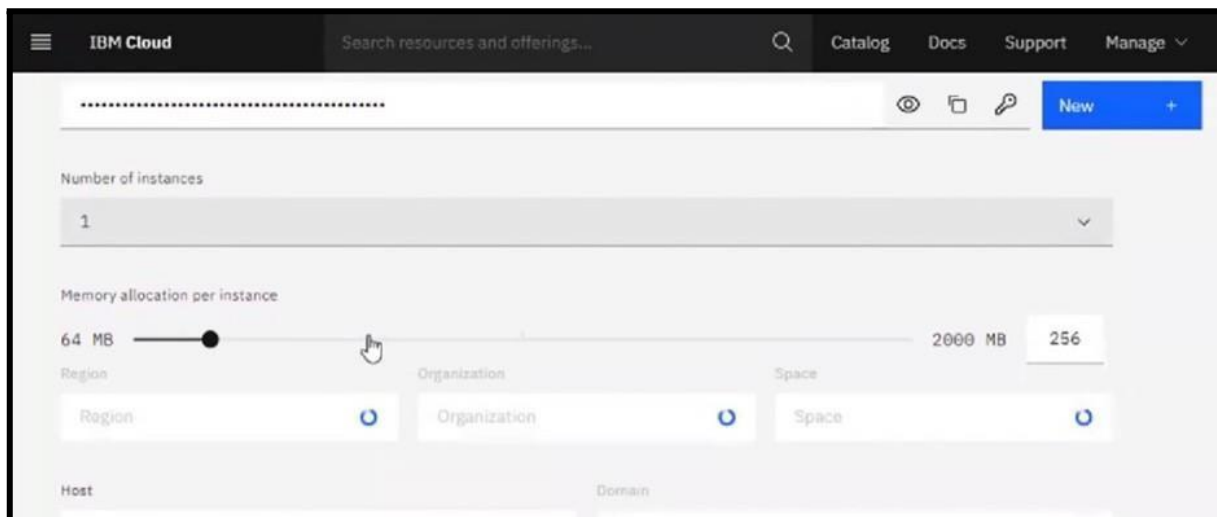 IBM Cloud Search resources and offerings... Catalog Docs Support Manage
•••••••••••••••••••••••••••••••••••••••••••• New +
Number of instances
1
Memory allocation per instance
64 MB 2000 MB 256
Region Organization Space
Region Organization Space
Host Domain